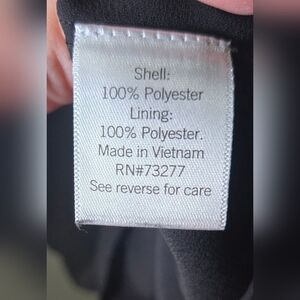 Shell:
100% Polyester
Lining:
100% Polyester.
Made in Vietnam
RN#73277
See reverse for care